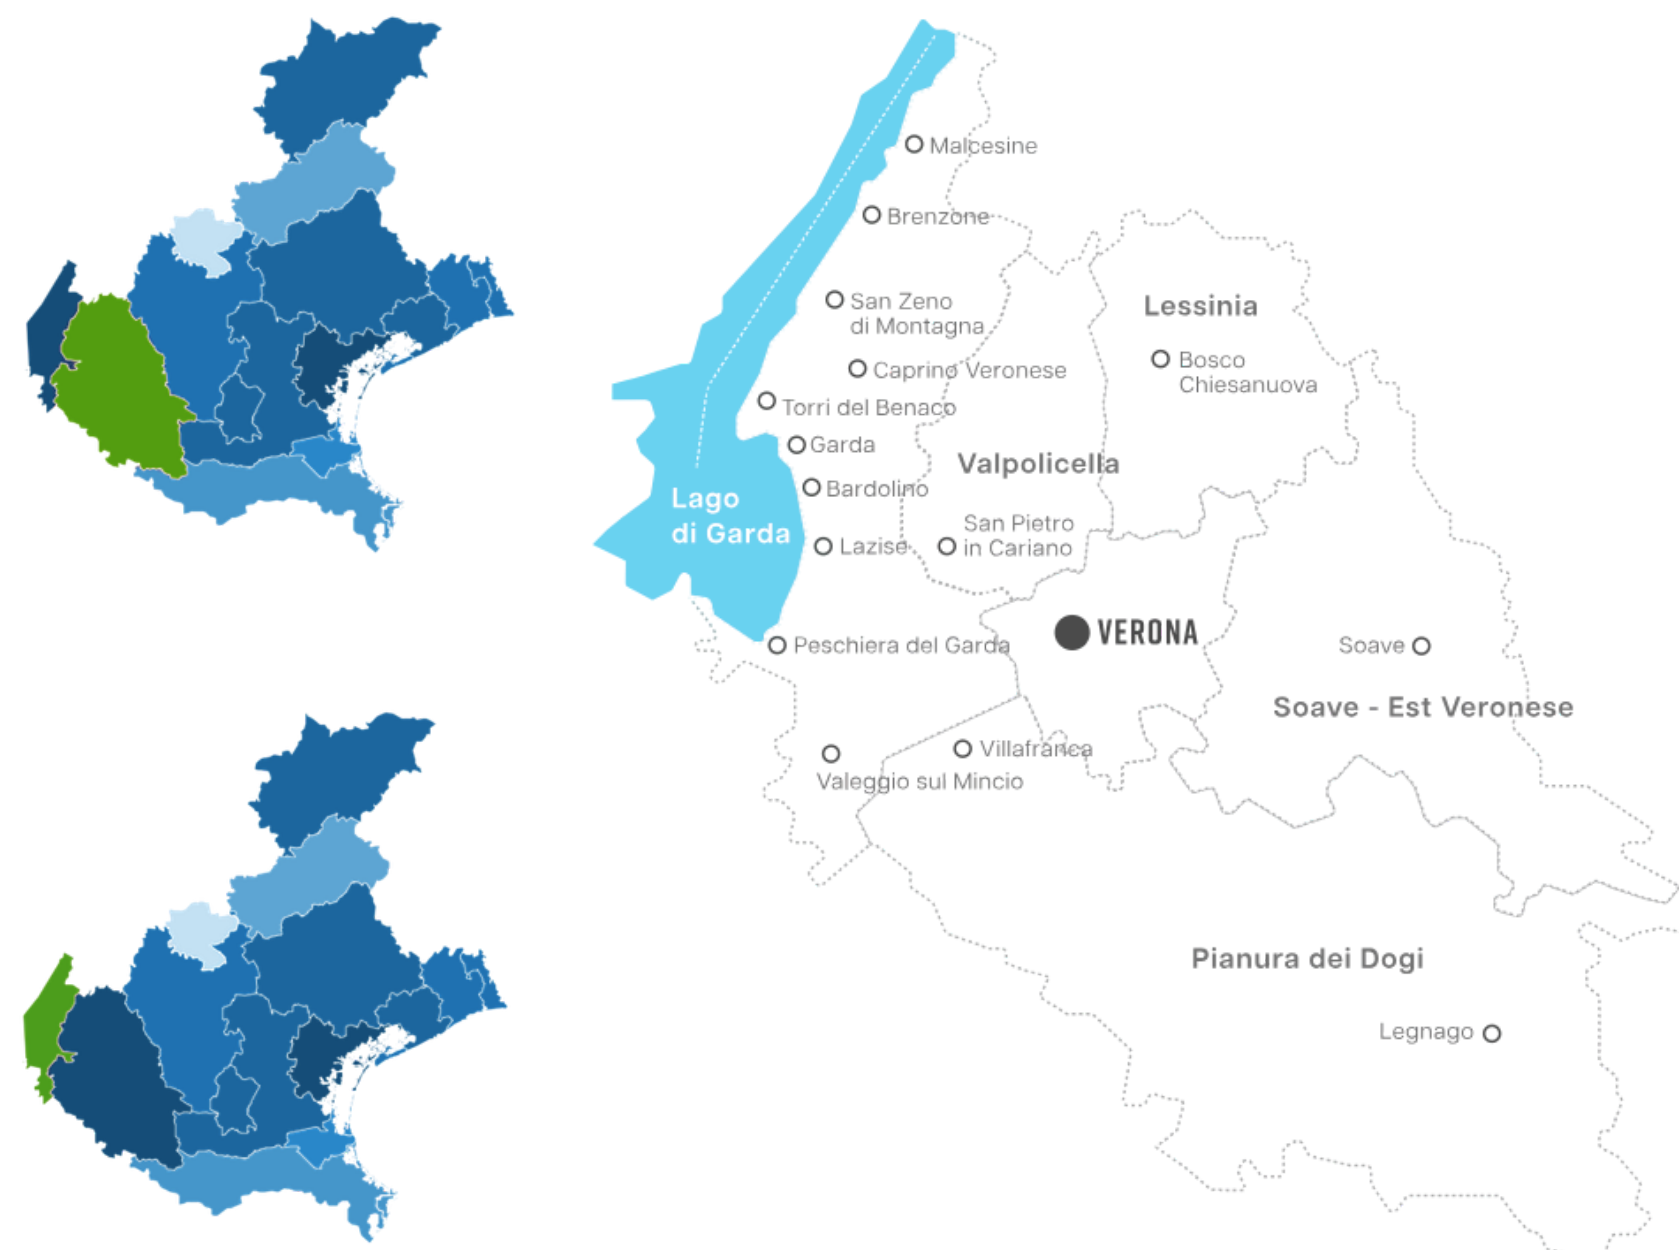 Malcesine
Brenzone
San Zeno
di Montagna
Lessinia
Bosco
Chiesanuova
Caprino Veronese
Torri del Benaco
Garda
Valpolicella
Bardolino
Lago
di Garda
San Pietro
in Cariano
Lazise
VERONA
Peschiera del Garda
Soave
Soave - Est Veronese
Villafranca
Valeggio sul Mincio
Pianura dei Dogi
Legnago